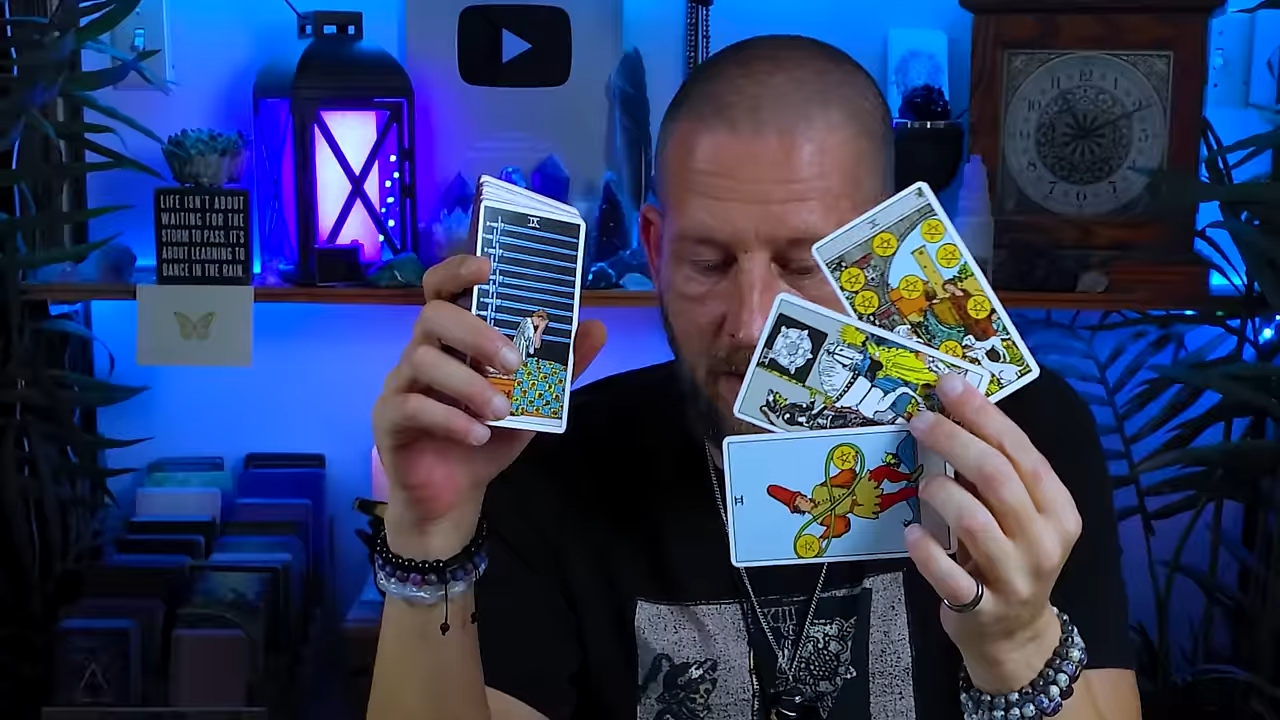 LIFE ISN'T ABOUT
WAITING FOR THE
STORM TO PASS. IT'S
ABOUT LEARNING TO
DANCE IN THE RAIN.
IX
X
II
12